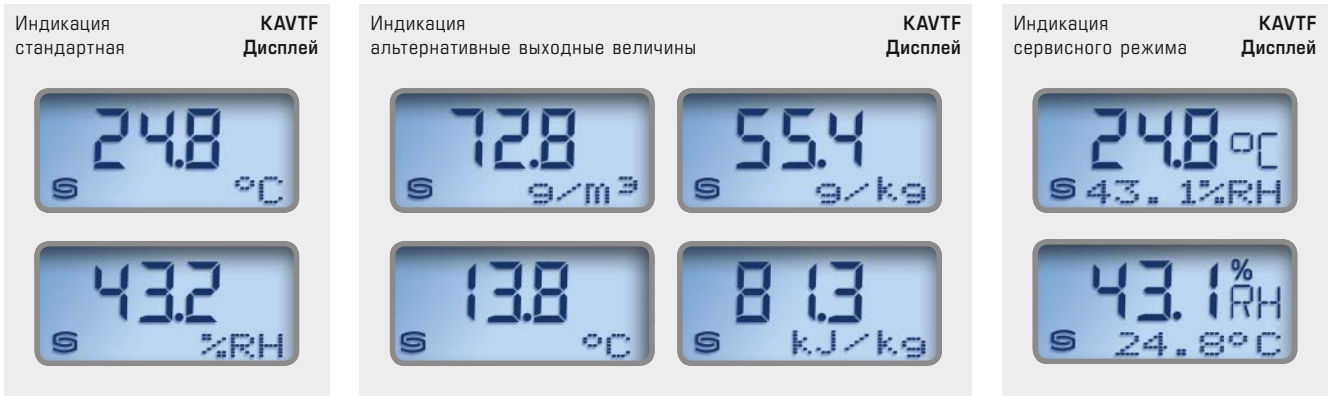 Индикация
стандартная
KAVTF
Дисплей
24.8
°C
43.2
%RH
Индикация
альтернативные выходные величины
KAVTF
Дисплей
72.8
g/m³
55.4
g/kg
13.8
°C
81.3
kJ/kg
Индикация
сервисного режима
KAVTF
Дисплей
24.8 °C
43.1%RH
43.1 % RH
24.8°C